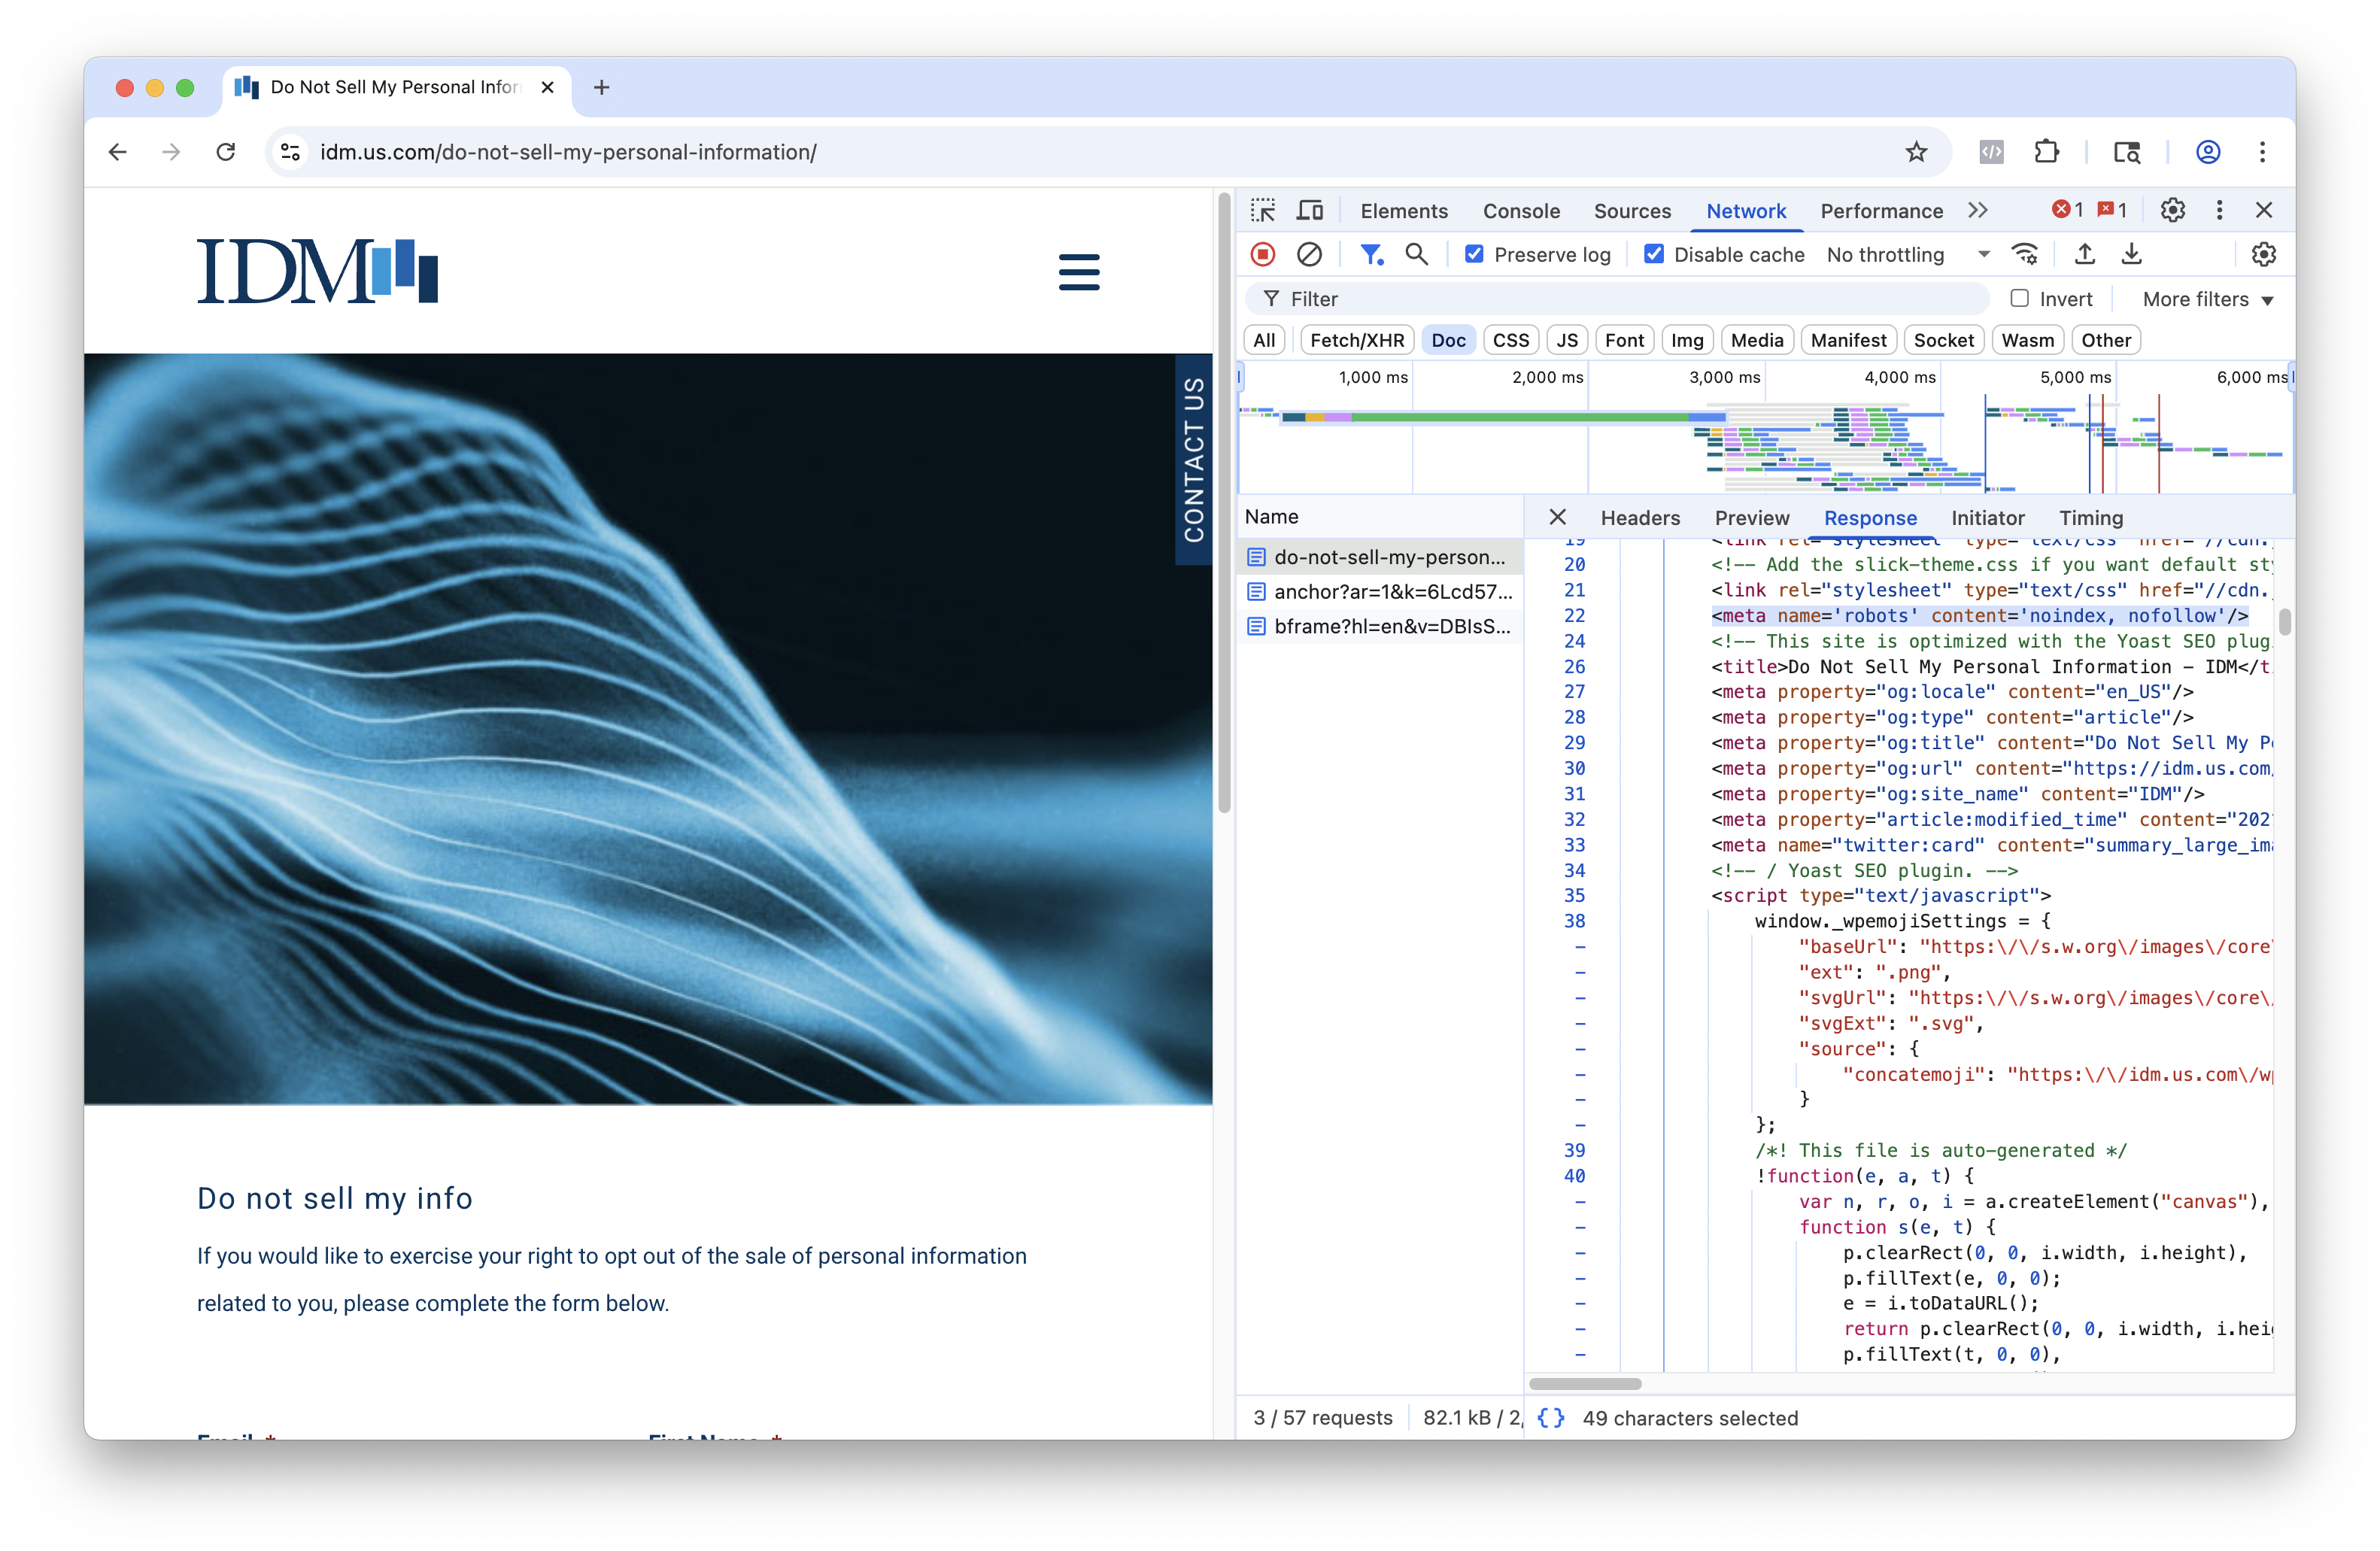 Do Not Sell My Personal Infor
idm.us.com/do-not-sell-my-personal-information/
IDM
CONTACT US
Do not sell my info
If you would like to exercise your right to opt out of the sale of personal information
related to you, please complete the form below.
Email *
First Name *
Elements Console Sources Network Performance 1 1
Preserve log Disable cache No throttling
Filter Invert More filters
All Fetch/XHR Doc CSS JS Font Img Media Manifest Socket Wasm Other
1,000 ms 2,000 ms 3,000 ms 4,000 ms 5,000 ms 6,000 ms
Name
do-not-sell-my-person...
anchor?ar=1&k=6Lcd57...
bframe?hl=en&v=DBIsS...
Headers Preview Response Initiator Timing
19 <link rel="stylesheet" type="text/css" href="//cdn.
20 <!-- Add the slick-theme.css if you want default sty
21 <link rel="stylesheet" type="text/css" href="//cdn.
22 <meta name='robots' content='noindex, nofollow'/>
24 <!-- This site is optimized with the Yoast SEO plug
26 <title>Do Not Sell My Personal Information – IDM</t
27 <meta property="og:locale" content="en_US"/>
28 <meta property="og:type" content="article"/>
29 <meta property="og:title" content="Do Not Sell My P
30 <meta property="og:url" content="https://idm.us.com/
31 <meta property="og:site_name" content="IDM"/>
32 <meta property="article:modified_time" content="202
33 <meta name="twitter:card" content="summary_large_im
34 <!-- / Yoast SEO plugin. -->
35 <script type="text/javascript">
38 window._wpemojiSettings = {
- "baseUrl": "https:\/\/s.w.org\/images\/core\
- "ext": ".png",
- "svgUrl": "https:\/\/s.w.org\/images\/core\/
- "svgExt": ".svg",
- "source": {
- "concatemoji": "https:\/\/idm.us.com\/w
- }
- };
39 /*! This file is auto-generated */
40 !function(e, a, t) {
- var n, r, o, i = a.createElement("canvas"),
- function s(e, t) {
- p.clearRect(0, 0, i.width, i.height),
- p.fillText(e, 0, 0);
- e = i.toDataURL();
- return p.clearRect(0, 0, i.width, i.hei
- p.fillText(t, 0, 0),
3 / 57 requests 82.1 kB / 2,
{ } 49 characters selected